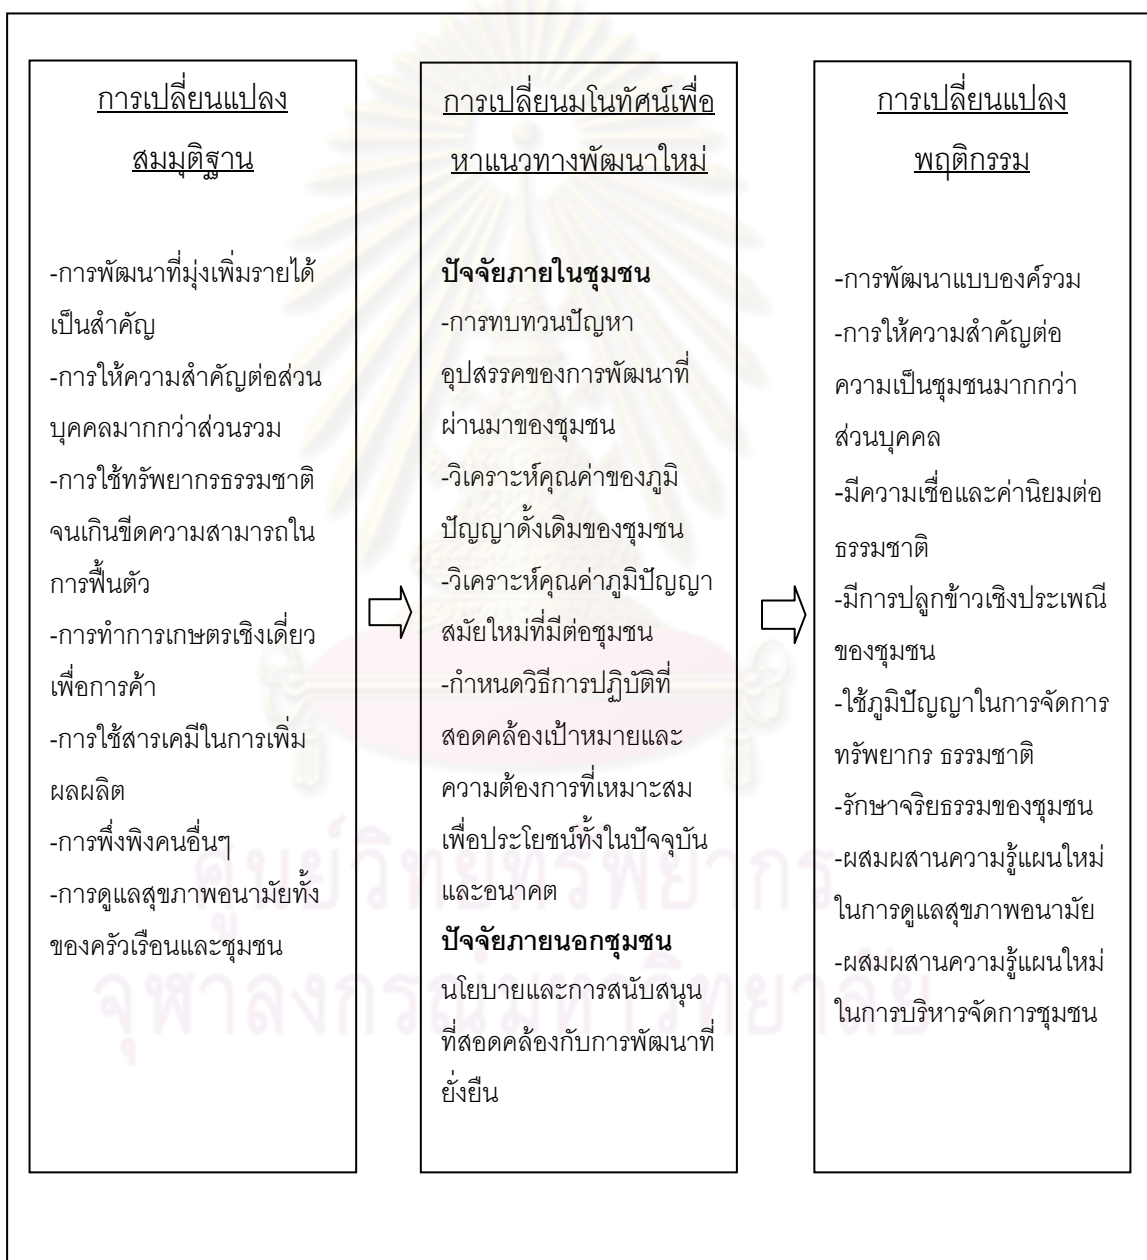 การเปลี่ยนแปลง
สมมุติฐาน
-การพัฒนาที่มุ่งเพิ่มรายได้
เป็นสำคัญ
-การให้ความสำคัญต่อส่วน
บุคคลมากกว่าส่วนรวม
-การใช้ทรัพยากรธรรมชาติ
จนเกินขีดความสามารถใน
การฟื้นตัว
-การทำการเกษตรเชิงเดี่ยว
เพื่อการค้า
-การใช้สารเคมีในการเพิ่ม
ผลผลิต
-การพึ่งพิงคนอื่นๆ
-การดูแลสุขภาพอนามัยทั้ง
ของครัวเรือนและชุมชน
การเปลี่ยนมโนทัศน์เพื่อ
หาแนวทางพัฒนาใหม่
ปัจจัยภายในชุมชน
-การทบทวนปัญหา
อุปสรรคของการพัฒนาที่
ผ่านมาของชุมชน
-วิเคราะห์คุณค่าของภูมิ
ปัญญาดั้งเดิมของชุมชน
-วิเคราะห์คุณค่าภูมิปัญญา
สมัยใหม่ที่มีต่อชุมชน
-กำหนดวิธีการปฏิบัติที่
สอดคล้องเป้าหมายและ
ความต้องการที่เหมาะสม
เพื่อประโยชน์ทั้งในปัจจุบัน
และอนาคต
ปัจจัยภายนอกชุมชน
นโยบายและการสนับสนุน
ที่สอดคล้องกับการพัฒนาที่
ยั่งยืน
การเปลี่ยนแปลง
พฤติกรรม
-การพัฒนาแบบองค์รวม
-การให้ความสำคัญต่อ
ความเป็นชุมชนมากกว่า
ส่วนบุคคล
-มีความเชื่อและค่านิยมต่อ
ธรรมชาติ
-มีการปลูกข้าวเชิงประเพณี
ของชุมชน
-ใช้ภูมิปัญญาในการจัดการ
ทรัพยากร ธรรมชาติ
-รักษาจริยธรรมของชุมชน
-ผสมผสานความรู้แผนใหม่
ในการดูแลสุขภาพอนามัย
-ผสมผสานความรู้แผนใหม่
ในการบริหารจัดการชุมชน
ศูนย์วิทยทรัพยากร
จุฬาลงกรณ์มหาวิทยาลัย